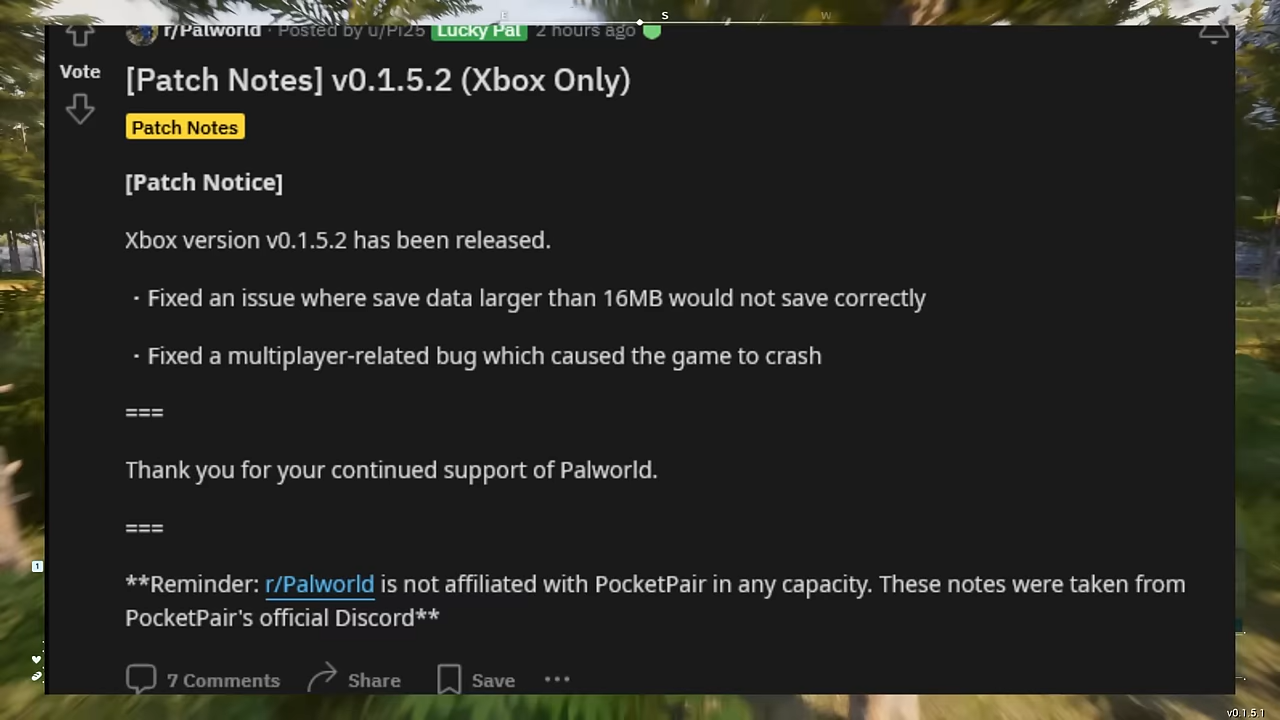 E S W
r/Palworld · Posted by u/Pi25 Lucky Pal 2 hours ago
Vote
[Patch Notes] v0.1.5.2 (Xbox Only)
Patch Notes
[Patch Notice]
Xbox version v0.1.5.2 has been released.
・Fixed an issue where save data larger than 16MB would not save correctly
・Fixed a multiplayer-related bug which caused the game to crash
===
Thank you for your continued support of Palworld.
===
1
**Reminder: r/Palworld is not affiliated with PocketPair in any capacity. These notes were taken from
PocketPair's official Discord**
7 Comments Share Save ...
v0.1.5.1